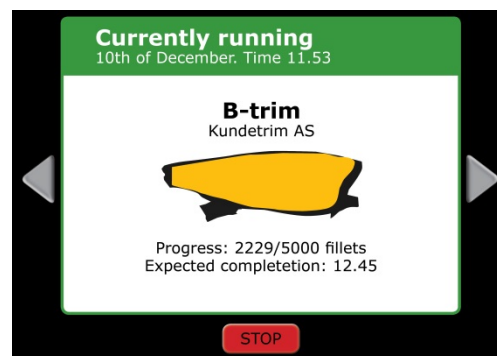 Currently running
10th of December. Time 11.53
B-trim
Kundetrim AS
Progress: 2229/5000 fillets
Expected completetion: 12.45
STOP